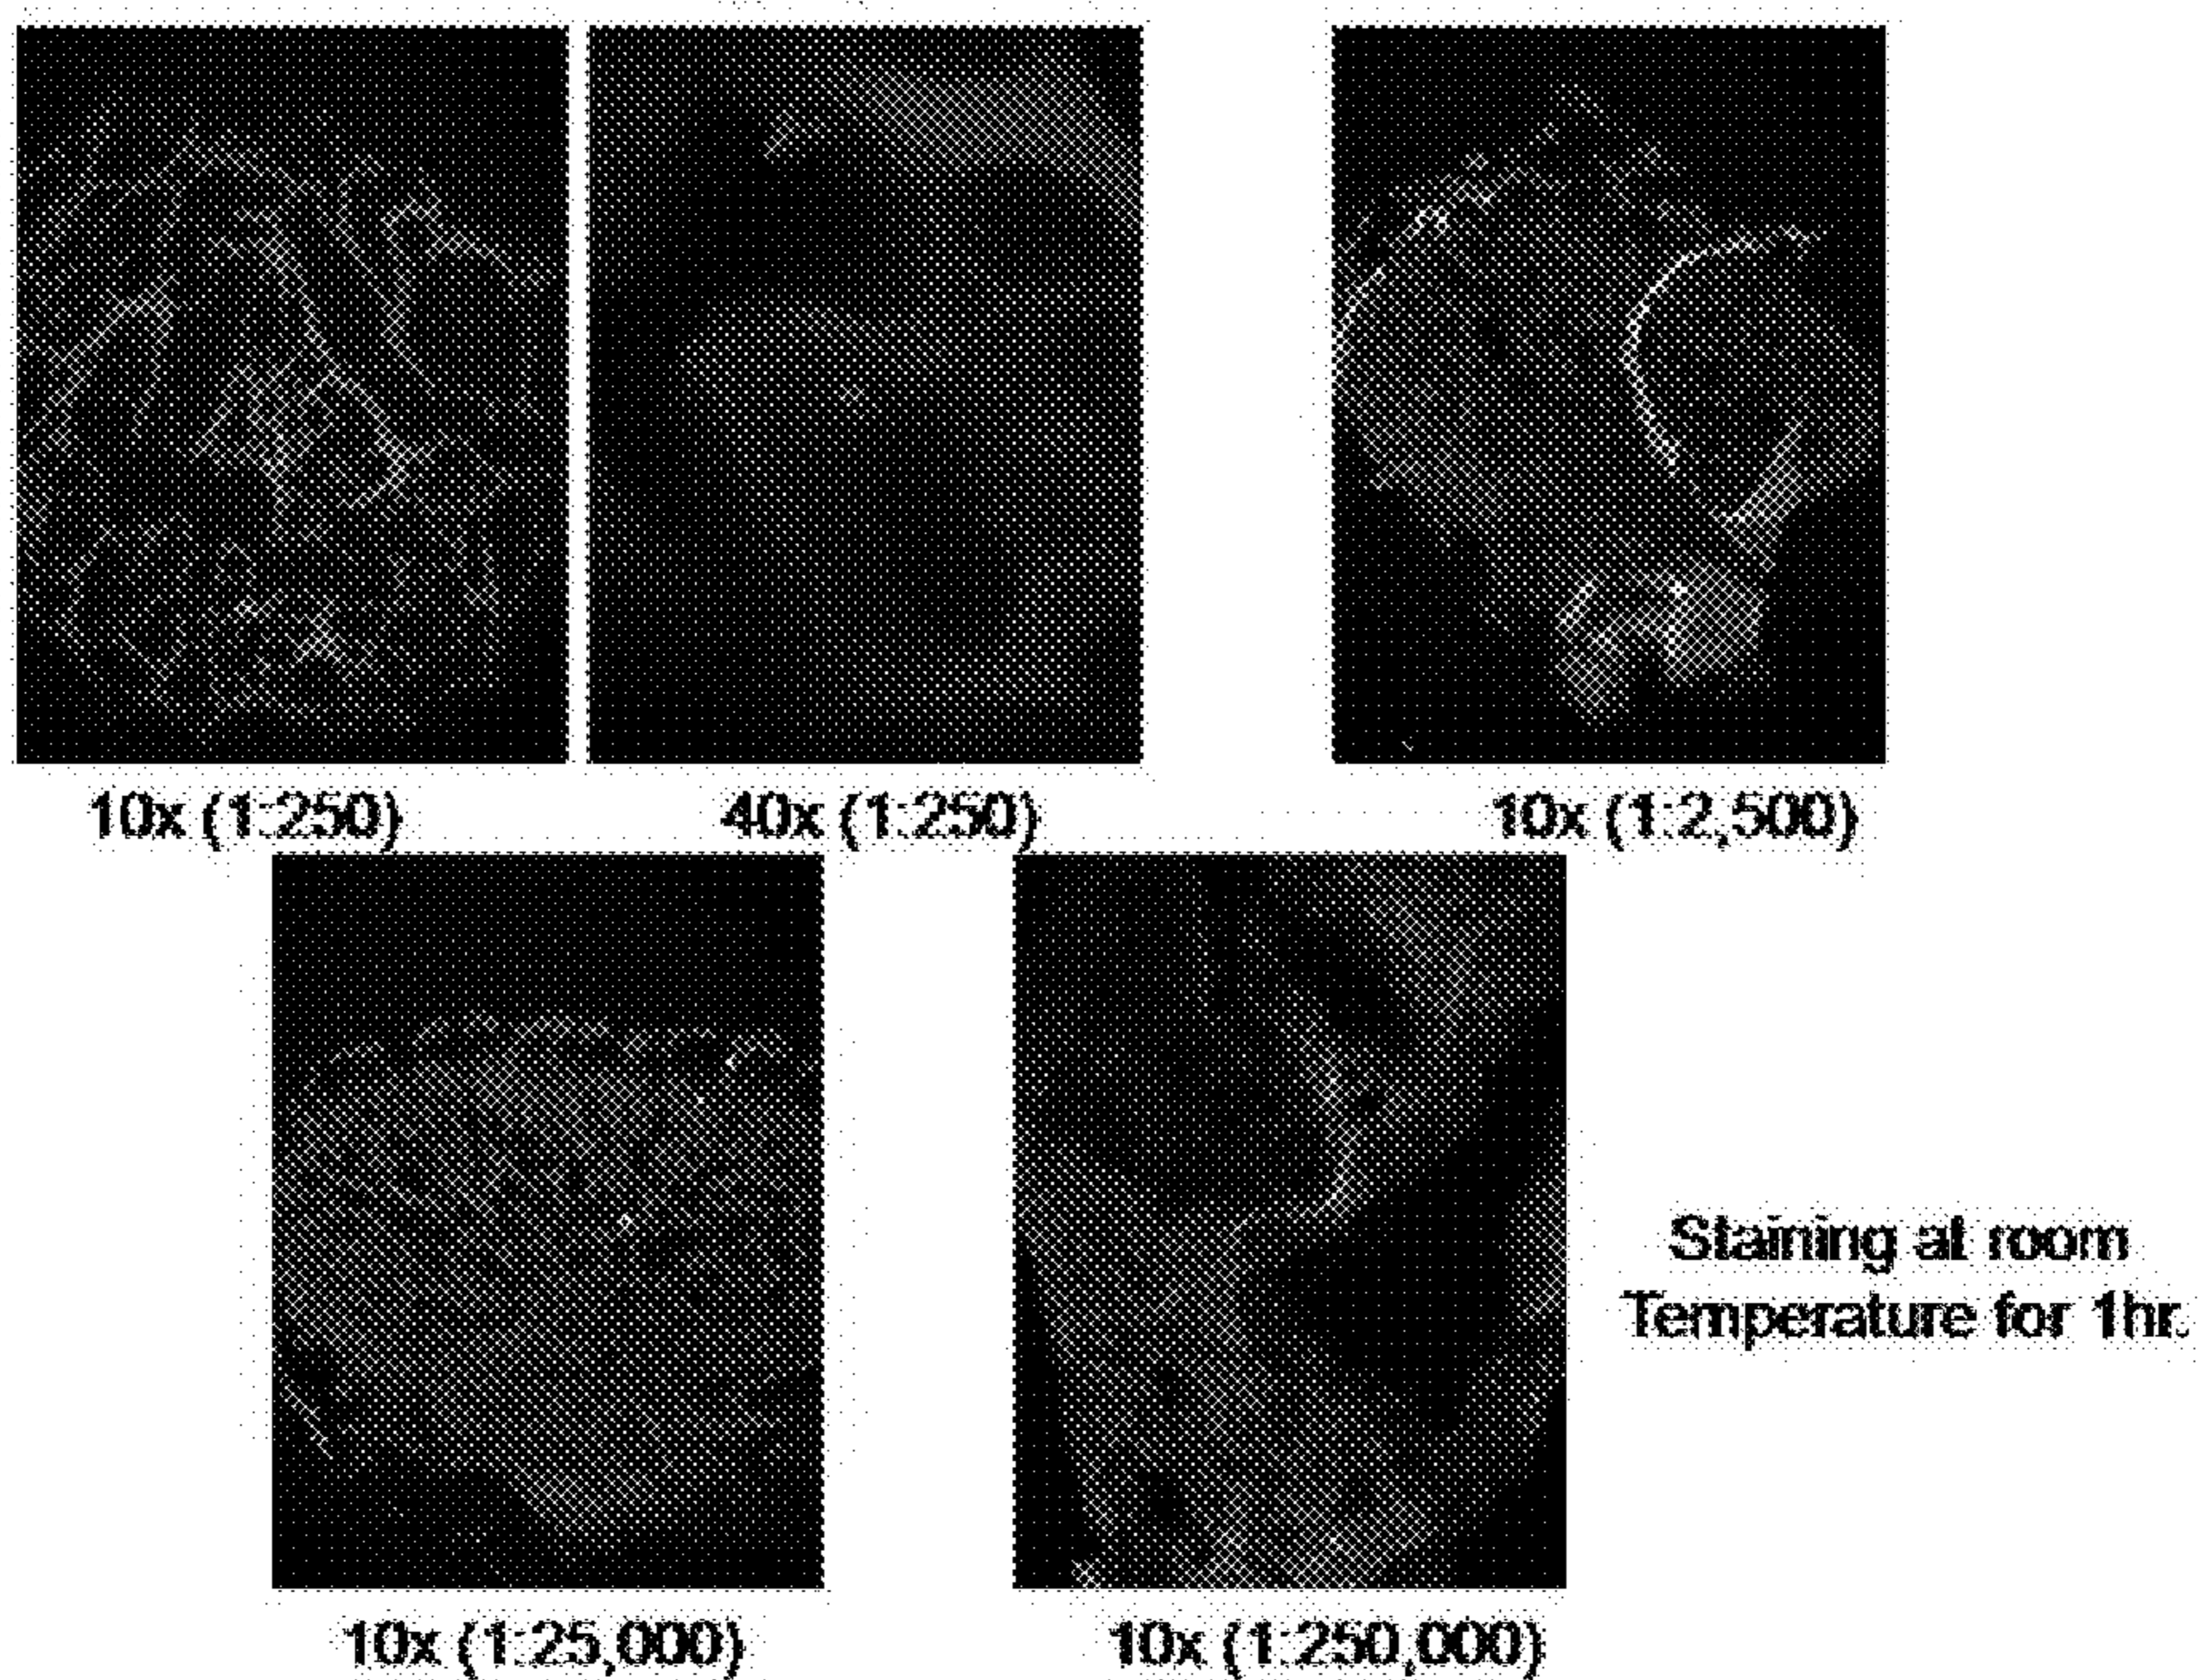 10x (1:250)
40x (1:250)
10x (1:2,500)
10x (1:25,000)
10x (1:250,000)
Staining at room
Temperature for 1hr.